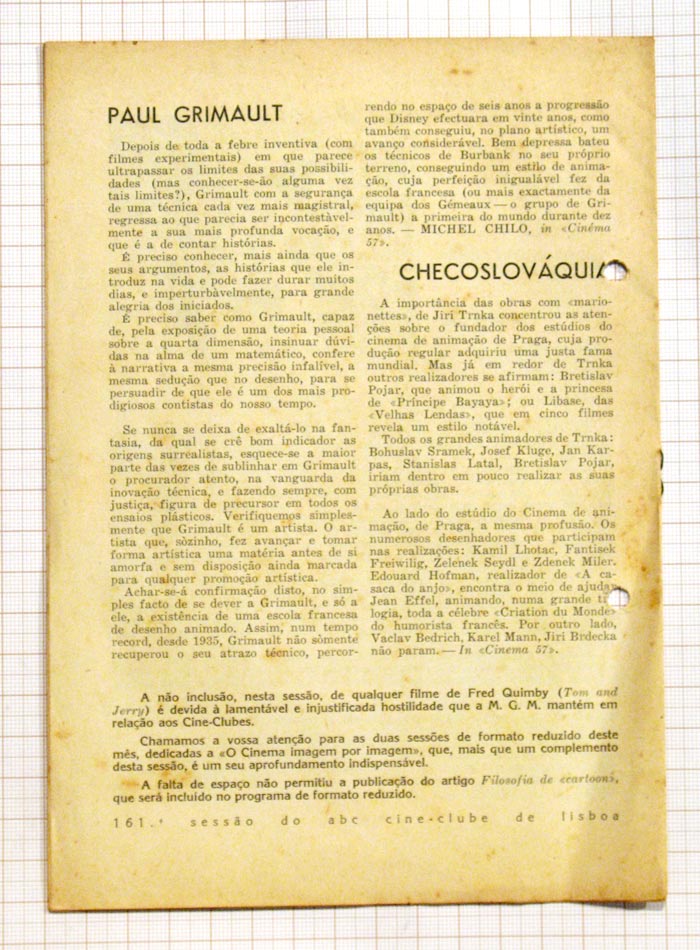 PAUL GRIMAULT
Depois de toda a febre inventiva (com
filmes experimentais) em que parece
ultrapassar os limites das suas possibili-
dades (mas conhecer-se-ão alguma vez
tais limites?), Grimault com a segurança
de uma técnica cada vez mais magistral,
regressa ao que parecia ser incontestàvel-
mente a sua mais profunda vocação, e
que é a de contar histórias.
É preciso conhecer, mais ainda que os
seus argumentos, as histórias que ele in-
troduz na vida e pode fazer durar muitos
dias, e imperturbàvelmente, para grande
alegria dos iniciados.
É preciso saber como Grimault, capaz
de, pela exposição de uma teoria pessoal
sobre a quarta dimensão, insinuar dúvi-
das na alma de um matemático, confere
à narrativa a mesma precisão infalível, a
mesma sedução que no desenho, para se
persuadir de que ele é um dos mais pro-
digiosos contistas do nosso tempo.
Se nunca se deixa de exaltá-lo na fan-
tasia, da qual se crê bom indicar as
origens surrealistas, esquece-se a maior
parte das vezes de sublinhar em Grimault
o procurador atento, na vanguarda da
inovação técnica, e fazendo sempre, com
justiça, figura de precursor em todos os
ensaios plásticos. Verifiquemos simples-
mente que Grimault é um artista. O ar-
tista que, sòzinho, fez avançar e tomar
forma artística uma matéria antes de si
amorfa e sem disposição ainda marcada
para qualquer promoção artística.
Achar-se-á confirmação disto, no sim-
ples facto de se dever a Grimault, e só a
ele, a existência de uma escola francesa
de desenho animado. Assim, num tempo
record, desde 1935, Grimault não sòmente
recuperou o seu atrazo técnico, percor-
rendo no espaço de seis anos a progressão
que Disney efectuara em vinte anos, como
também conseguiu, no plano artístico, um
avanço considerável. Bem depressa bateu
os técnicos de Burbank no seu próprio
terreno, conseguindo um estilo de anima-
ção, cuja perfeição inigualável fez da
escola francesa (ou mais exactamente da
equipa dos Gémeaux — o grupo de Gri-
mault) a primeira do mundo durante dez
anos. — MICHEL CHILO, in «Cinéma
57».
CHECOSLOVÁQUIA
A importância das obras com «mario-
nettes», de Jiri Trnka concentrou as aten-
ções sobre o fundador dos estúdios do
cinema de animação de Praga, cuja pro-
dução regular adquiriu uma justa fama
mundial. Mas já em redor de Trnka
outros realizadores se afirmam: Bretislav
Pojar, que animou o herói e a princesa
de «Príncipe Bayaya»; ou Libase, das
«Velhas Lendas», que em cinco filmes
revela um estilo notável.
Todos os grandes animadores de Trnka:
Bohuslav Sramek, Josef Kluge, Jan Kar-
pas, Stanislas Latal, Bretislav Pojar,
iriam dentro em pouco realizar as suas
próprias obras.
Ao lado do estúdio do Cinema de ani-
mação, de Praga, a mesma profusão. Os
numerosos desenhadores que participam
nas realizações: Kamil Lhotac, Fantisek
Freiwilig, Zelenek Seydl e Zdenek Miler.
Edouard Hofman, realizador de «A ca-
saca do anjo», encontra o meio de ajudar
Jean Effel, animando, numa grande tri-
logia, toda a célebre «Criation du Monde»
do humorista francês. Por outro lado,
Vaclav Bedrich, Karel Mann, Jiri Brdecka
não param. — In «Cinema 57».
A não inclusão, nesta sessão, de qualquer filme de Fred Quimby (Tom and
Jerry) é devida à lamentável e injustificada hostilidade que a M. G. M. mantém em
relação aos Cine-Clubes.
Chamamos a vossa atenção para as duas sessões de formato reduzido deste
mês, dedicadas a «O Cinema imagem por imagem», que, mais que um complemento
desta sessão, é um seu aprofundamento indispensável.
A falta de espaço não permitiu a publicação do artigo Filosofia de «cartoon»,
que será incluido no programa de formato reduzido.
161.ª sessão do abc cine-clube de lisboa